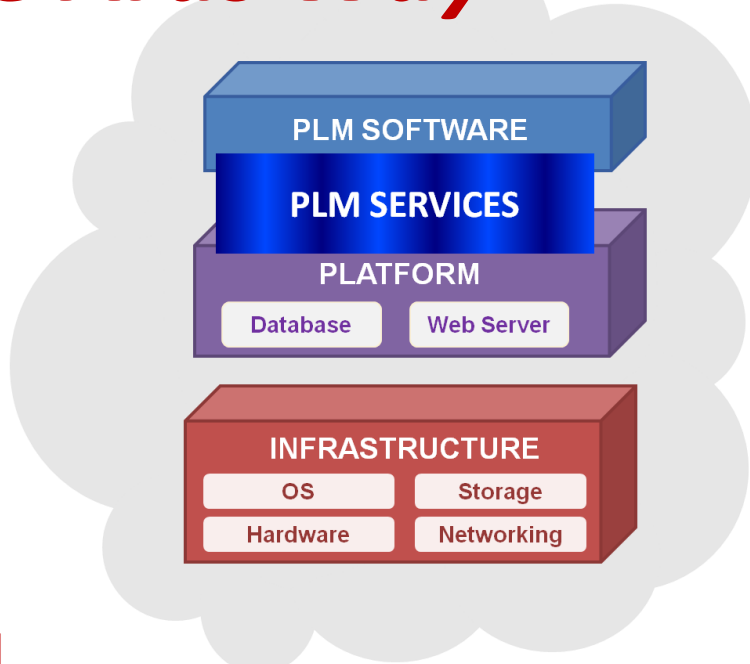 PLM SOFTWARE
PLM SERVICES
PLATFORM
Database Web Server
INFRASTRUCTURE
OS Storage
Hardware Networking